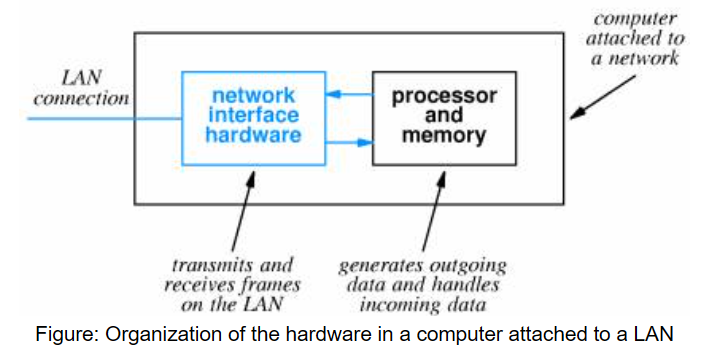 computer
attached to
a network
LAN
connection
network
interface
hardware
processor
and
memory
transmits and
receives frames
on the LAN
generates outgoing
data and handles
incoming data
Figure: Organization of the hardware in a computer attached to a LAN